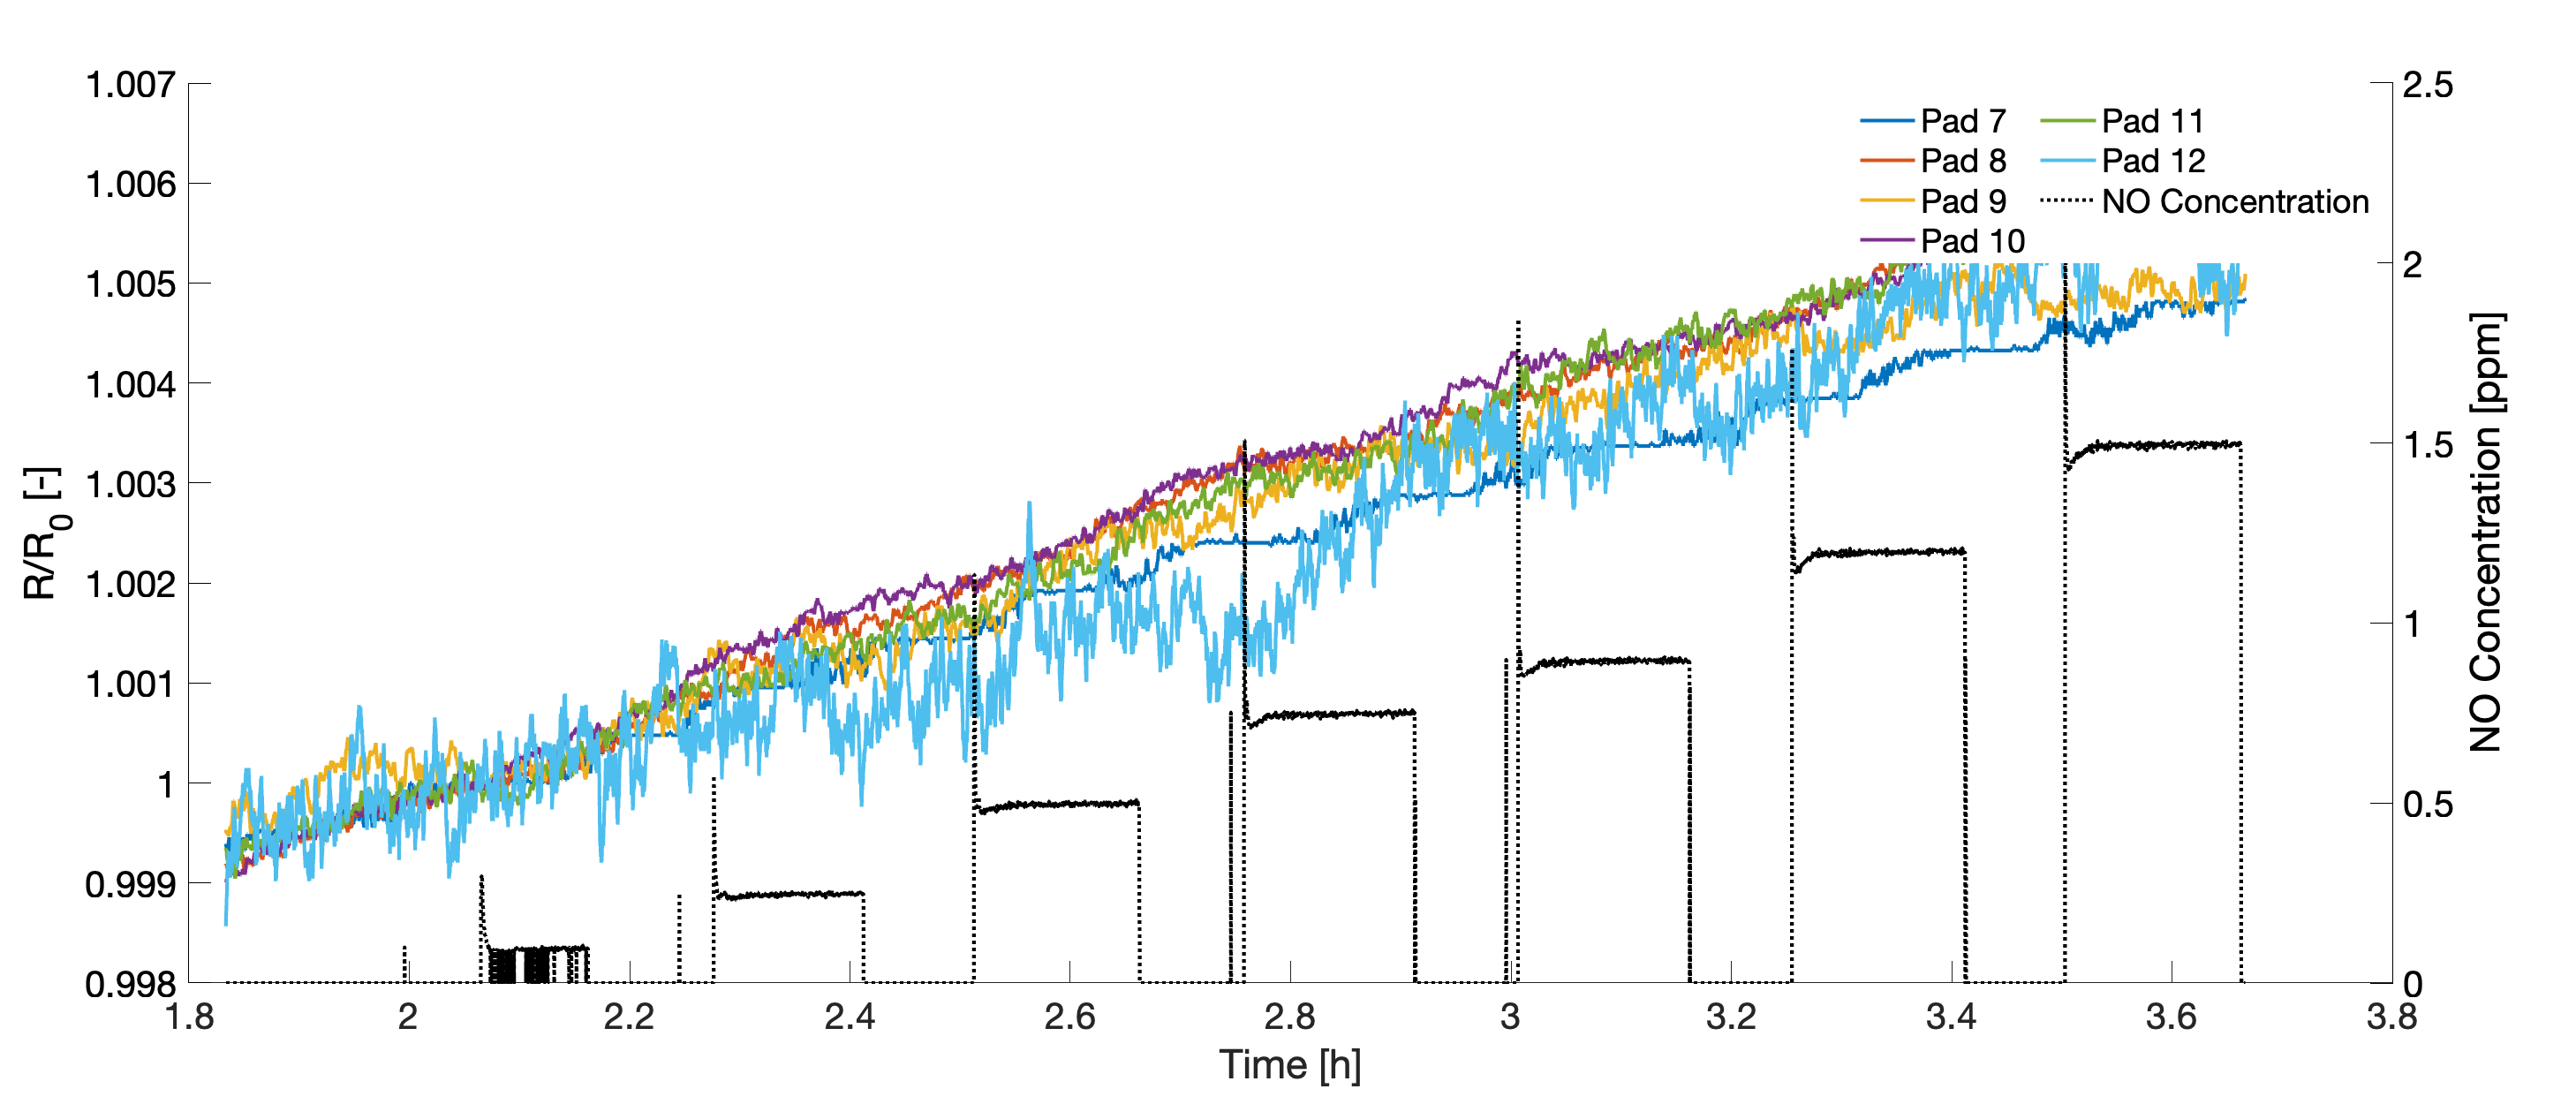 1.007
1.006
1.005
1.004
1.003
1.002
1.001
1
0.999
0.998
R/R0 [-]
2.5
2
1.5
1
0.5
0
NO Concentration [ppm]
Pad 7
Pad 8
Pad 9
Pad 10
Pad 11
Pad 12
NO Concentration
1.8 2 2.2 2.4 2.6 2.8 3 3.2 3.4 3.6 3.8
Time [h]